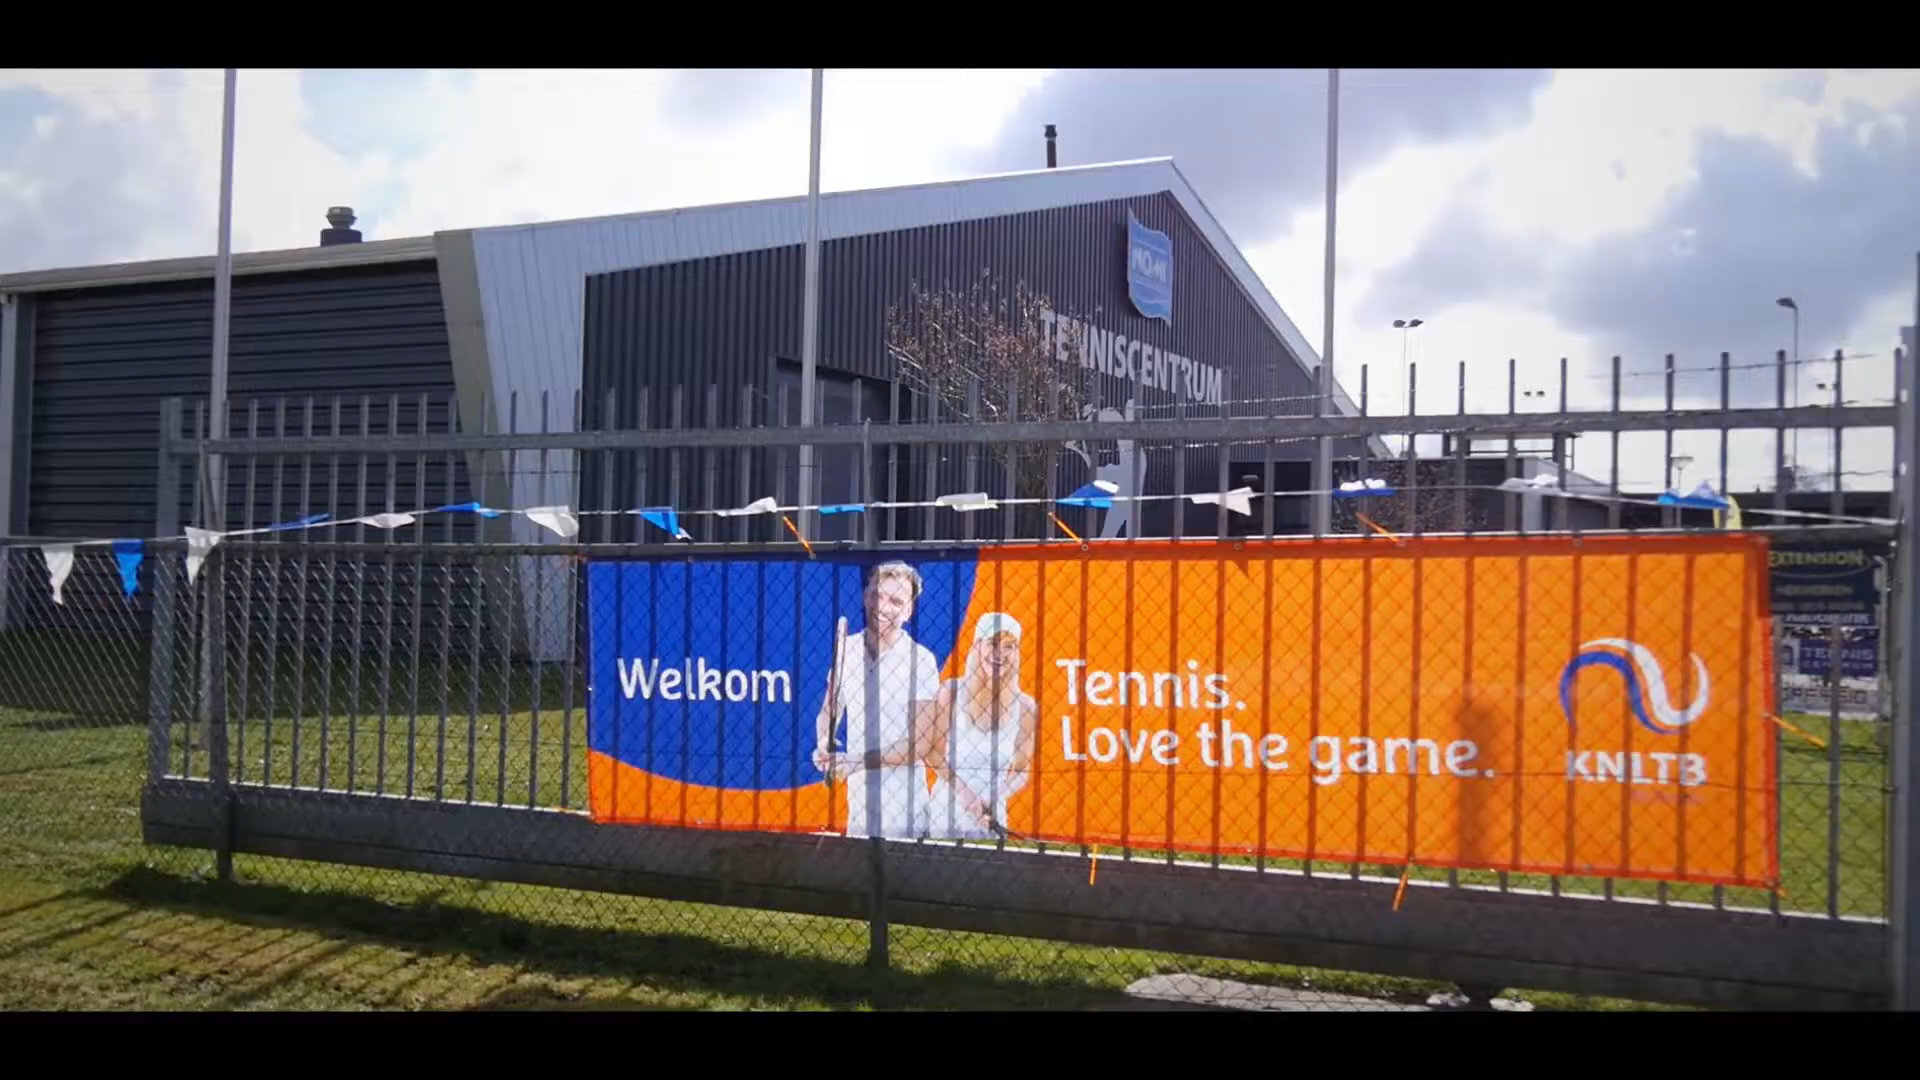 TENNISCENTRUM
Welkom
Tennis.
Love the game.
KNLTB
EXTENSION
TENNIS